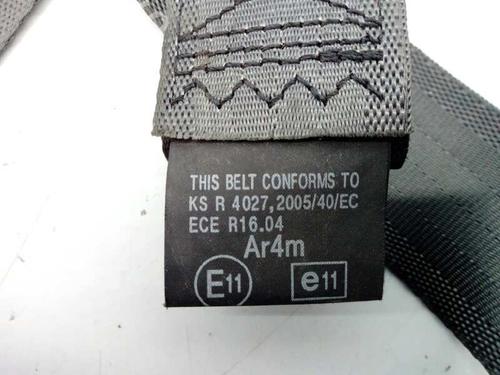 THIS BELT CONFORMS TO
KS R 4027,2005/40/EC
ECE R16.04
Ar4m
E11 e11